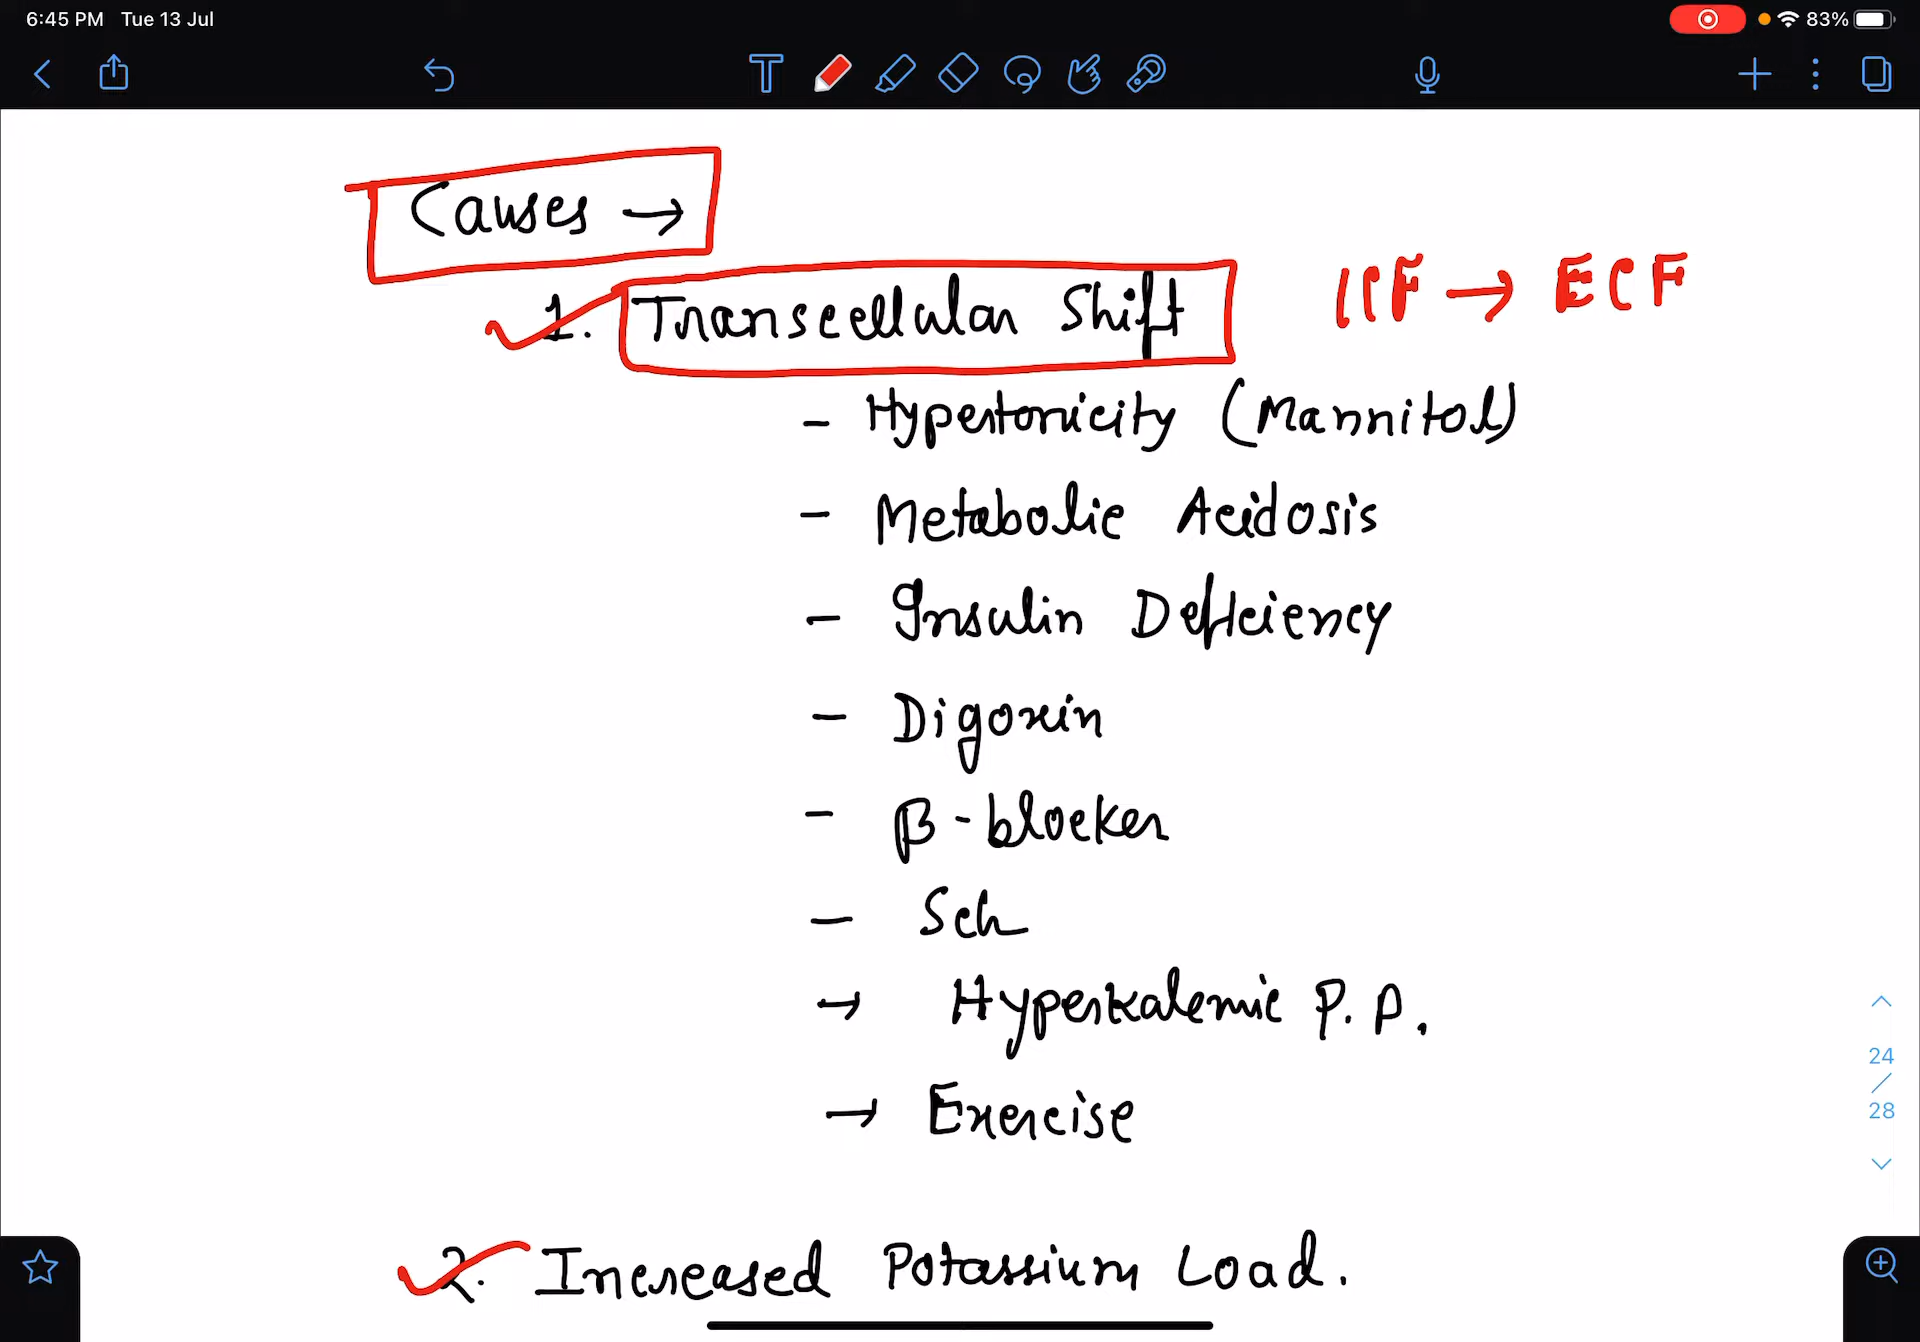 6:45 PM Tue 13 Jul 83%
Causes →
1. Transcellular Shift ICF → ECF
- Hypertonicity (Mannitol)
- Metabolic Acidosis
- Insulin Deficiency
- Digoxin
- β-blocker
- Sch
→ Hyperkalemic P. P.
→ Exercise
24
/
28
2. Increased Potassium Load.